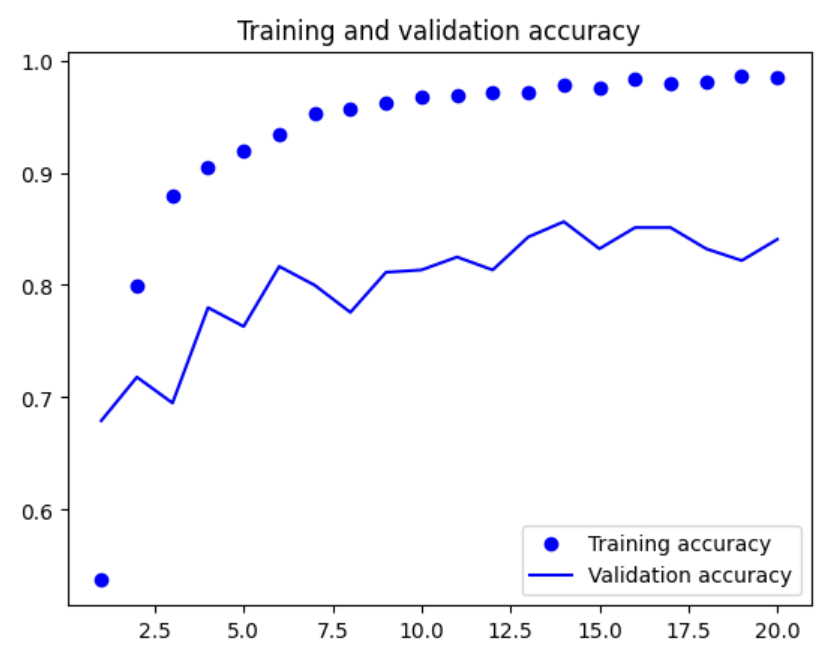 Training and validation accuracy
1.0
0.9
0.8
0.7
0.6
Training accuracy
Validation accuracy
2.5 5.0 7.5 10.0 12.5 15.0 17.5 20.0